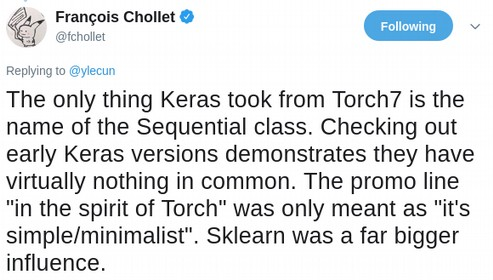 François Chollet
@fchollet
Following
Replying to @ylecun
The only thing Keras took from Torch7 is the
name of the Sequential class. Checking out
early Keras versions demonstrates they have
virtually nothing in common. The promo line
"in the spirit of Torch" was only meant as "it's
simple/minimalist". Sklearn was a far bigger
influence.